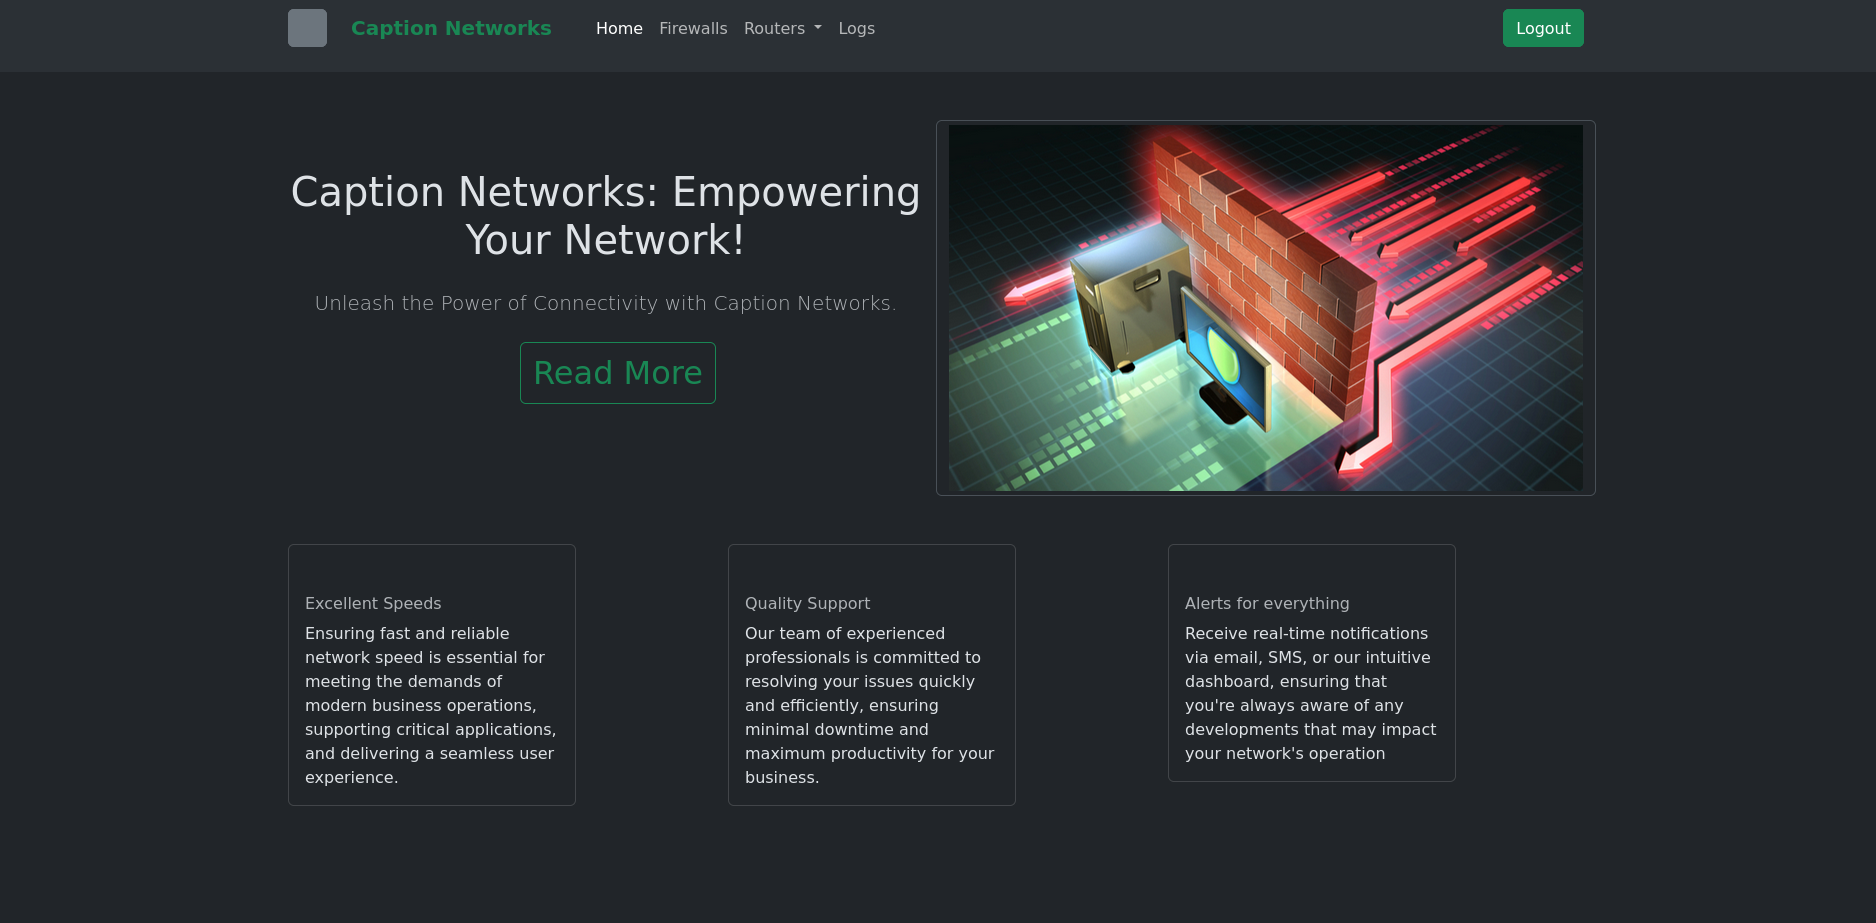 Caption Networks
Home Firewalls Routers Logs
Logout
Caption Networks: Empowering
Your Network!
Unleash the Power of Connectivity with Caption Networks.
Read More
Excellent Speeds
Ensuring fast and reliable
network speed is essential for
meeting the demands of
modern business operations,
supporting critical applications,
and delivering a seamless user
experience.
Quality Support
Our team of experienced
professionals is committed to
resolving your issues quickly
and efficiently, ensuring
minimal downtime and
maximum productivity for your
business.
Alerts for everything
Receive real-time notifications
via email, SMS, or our intuitive
dashboard, ensuring that
you're always aware of any
developments that may impact
your network's operation